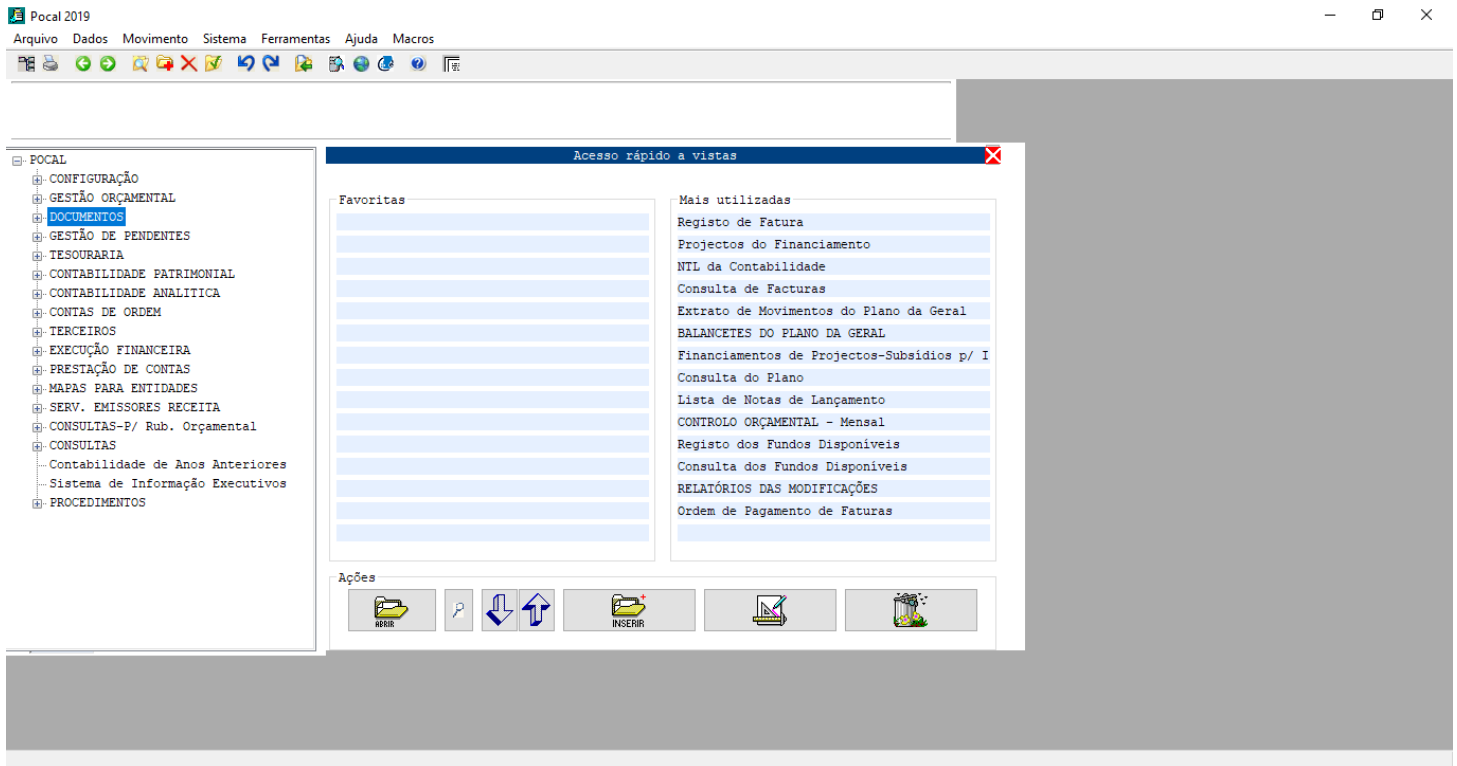 Pocal 2019
Arquivo Dados Movimento Sistema Ferramentas Ajuda Macros
POCAL
CONFIGURAÇÃO
GESTÃO ORÇAMENTAL
DOCUMENTOS
GESTÃO DE PENDENTES
TESOURARIA
CONTABILIDADE PATRIMONIAL
CONTABILIDADE ANALITICA
CONTAS DE ORDEM
TERCEIROS
EXECUÇÃO FINANCEIRA
PRESTAÇÃO DE CONTAS
MAPAS PARA ENTIDADES
SERV. EMISSORES RECEITA
CONSULTAS-P/ Rub. Orçamental
CONSULTAS
Contabilidade de Anos Anteriores
Sistema de Informação Executivos
PROCEDIMENTOS
Acesso rápido a vistas
Favoritas
Mais utilizadas
Registo de Fatura
Projectos do Financiamento
NTL da Contabilidade
Consulta de Facturas
Extrato de Movimentos do Plano da Geral
BALANCETES DO PLANO DA GERAL
Financiamentos de Projectos-Subsídios p/ I
Consulta do Plano
Lista de Notas de Lançamento
CONTROLO ORÇAMENTAL - Mensal
Registo dos Fundos Disponíveis
Consulta dos Fundos Disponíveis
RELATÓRIOS DAS MODIFICAÇÕES
Ordem de Pagamento de Faturas
Ações
ABRIR
INSERIR